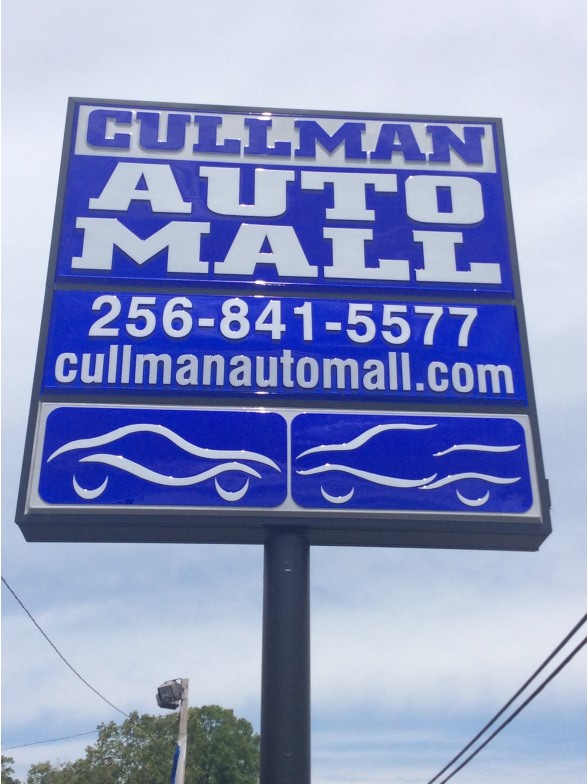 CULLMAN
AUTO
MALL
256-841-5577
cullmanautomall.com